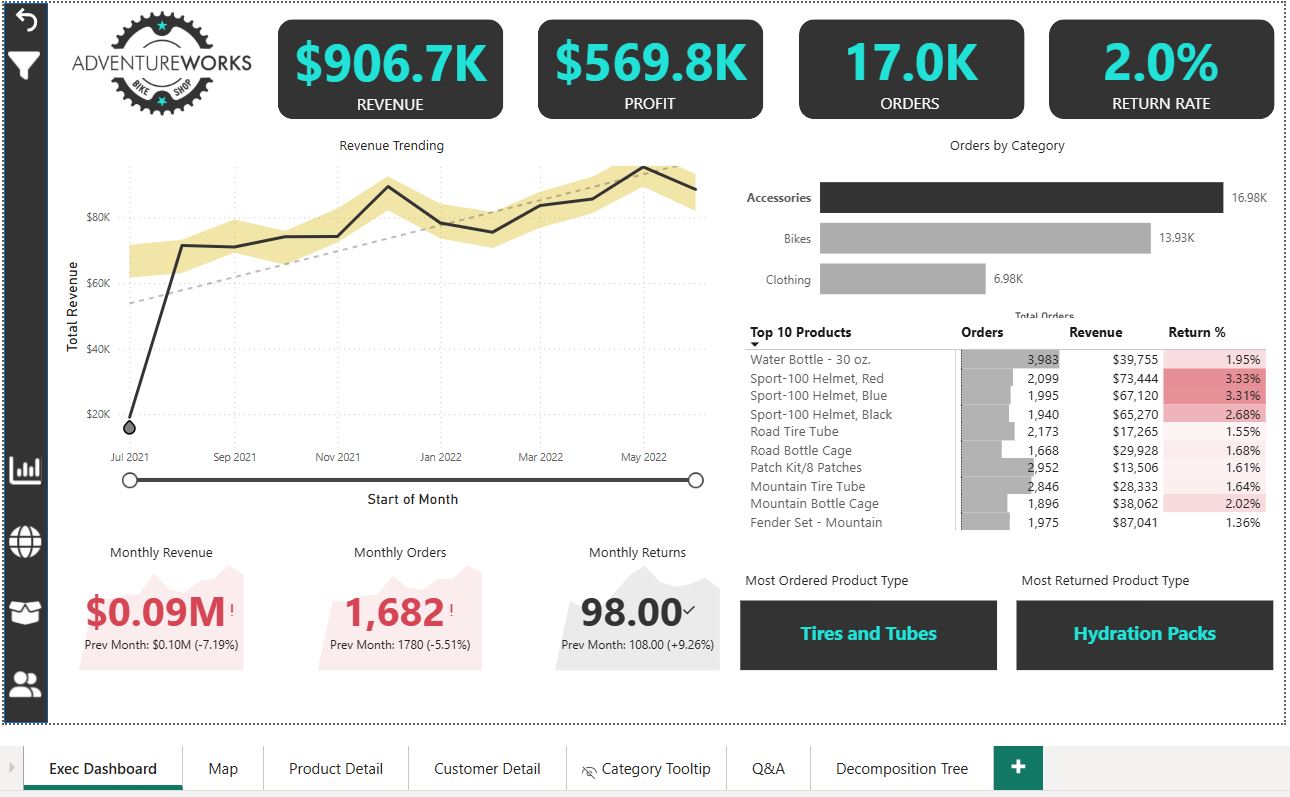 ADVENTUREWORKS
BIKE SHOP
$906.7K
REVENUE
$569.8K
PROFIT
17.0K
ORDERS
2.0%
RETURN RATE
Revenue Trending
Total Revenue
$80K
$60K
$40K
$20K
Jul 2021 Sep 2021 Nov 2021 Jan 2022 Mar 2022 May 2022
Start of Month
Orders by Category
Accessories 16.98K
Bikes 13.93K
Clothing 6.98K
Total Orders
Top 10 Products Orders Revenue Return %
Water Bottle - 30 oz. 3,983 $39,755 1.95%
Sport-100 Helmet, Red 2,099 $73,444 3.33%
Sport-100 Helmet, Blue 1,995 $67,120 3.31%
Sport-100 Helmet, Black 1,940 $65,270 2.68%
Road Tire Tube 2,173 $17,265 1.55%
Road Bottle Cage 1,668 $29,928 1.68%
Patch Kit/8 Patches 2,952 $13,506 1.61%
Mountain Tire Tube 2,846 $28,333 1.64%
Mountain Bottle Cage 1,896 $38,062 2.02%
Fender Set - Mountain 1,975 $87,041 1.36%
Monthly Revenue
$0.09M!
Prev Month: $0.10M (-7.19%)
Monthly Orders
1,682!
Prev Month: 1780 (-5.51%)
Monthly Returns
98.00✓
Prev Month: 108.00 (+9.26%)
Most Ordered Product Type
Tires and Tubes
Most Returned Product Type
Hydration Packs
Exec Dashboard Map Product Detail Customer Detail Category Tooltip Q&A Decomposition Tree +